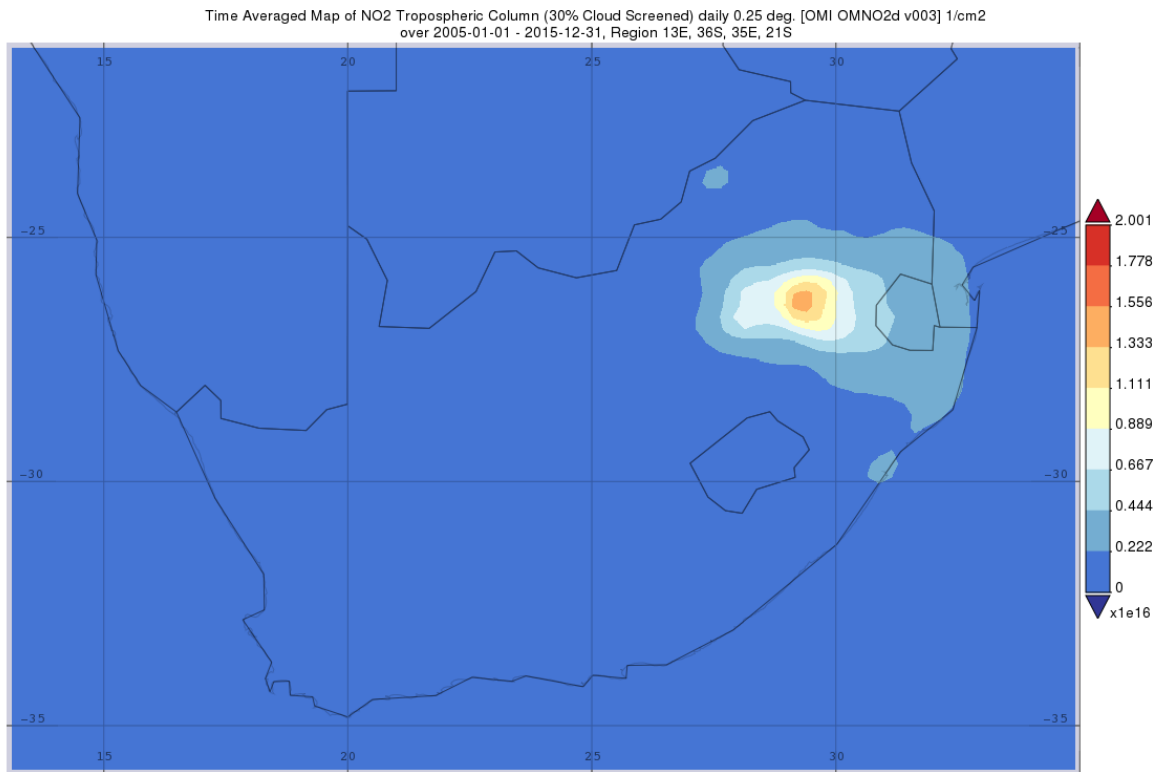 Time Averaged Map of NO2 Tropospheric Column (30% Cloud Screened) daily 0.25 deg. [OMI OMNO2d v003] 1/cm2
over 2005-01-01 - 2015-12-31, Region 13E, 36S, 35E, 21S
15 20 25 30
-25 -25
2.001
1.778
1.556
1.333
1.111
0.889
0.667
0.444
0.222
0
x1e16
-30 -30
-35 -35
15 20 25 30